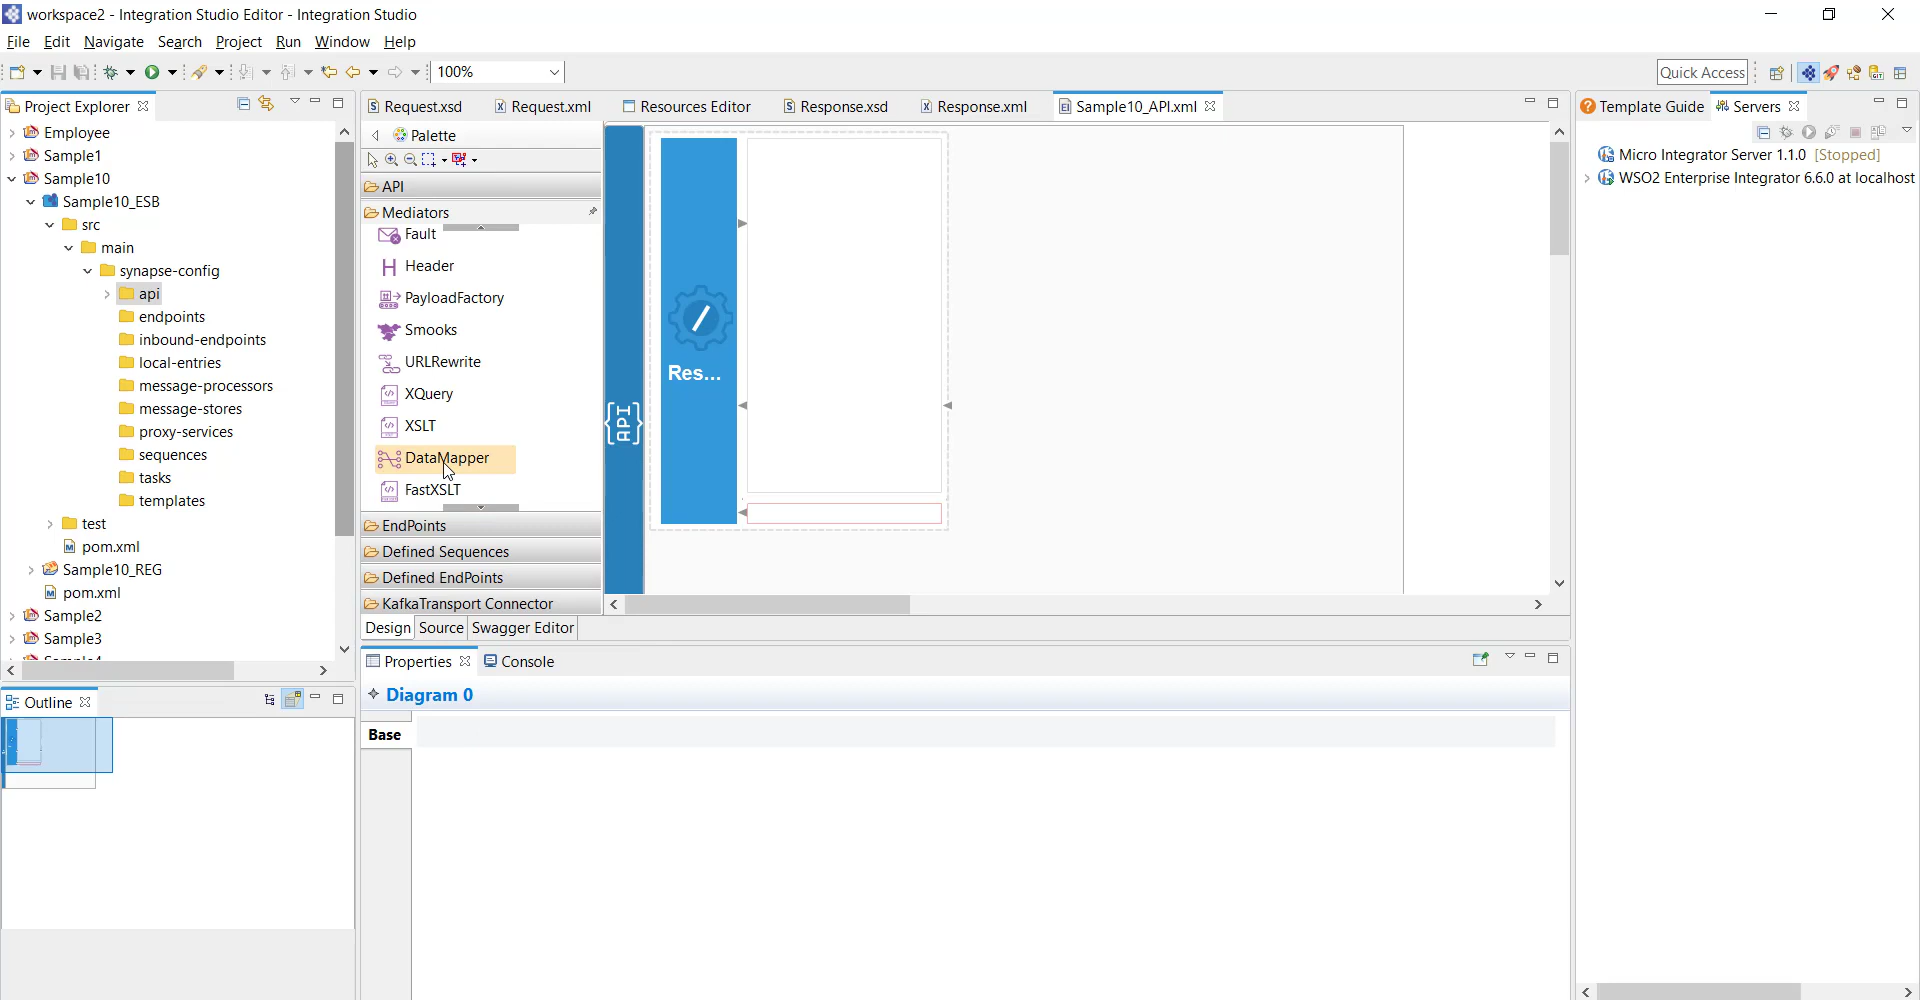 workspace2 - Integration Studio Editor - Integration Studio
File Edit Navigate Search Project Run Window Help
100%
Quick Access
Project Explorer
Employee
Sample1
Sample10
Sample10_ESB
src
main
synapse-config
api
endpoints
inbound-endpoints
local-entries
message-processors
message-stores
proxy-services
sequences
tasks
templates
test
pom.xml
Sample10_REG
pom.xml
Sample2
Sample3
Outline
Request.xsd Request.xml Resources Editor Response.xsd Response.xml Sample10_API.xml
Palette
API
Mediators
Fault
Header
PayloadFactory
Smooks
URLRewrite
XQuery
XSLT
DataMapper
FastXSLT
EndPoints
Defined Sequences
Defined EndPoints
KafkaTransport Connector
{API}
Res...
Design Source Swagger Editor
Properties Console
Diagram 0
Base
Template Guide Servers
Micro Integrator Server 1.1.0 [Stopped]
WSO2 Enterprise Integrator 6.6.0 at localhost